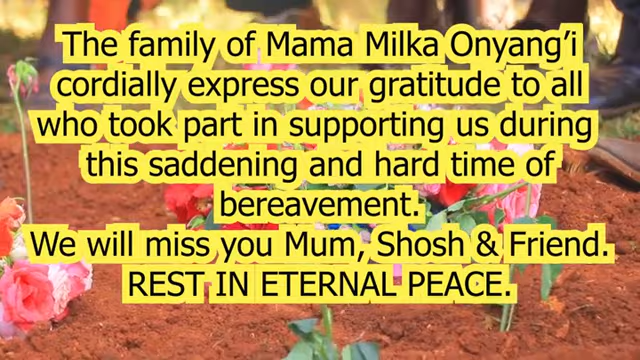 The family of Mama Milka Onyang’i
cordially express our gratitude to all
who took part in supporting us during
this saddening and hard time of
bereavement.
We will miss you Mum, Shosh & Friend.
REST IN ETERNAL PEACE.